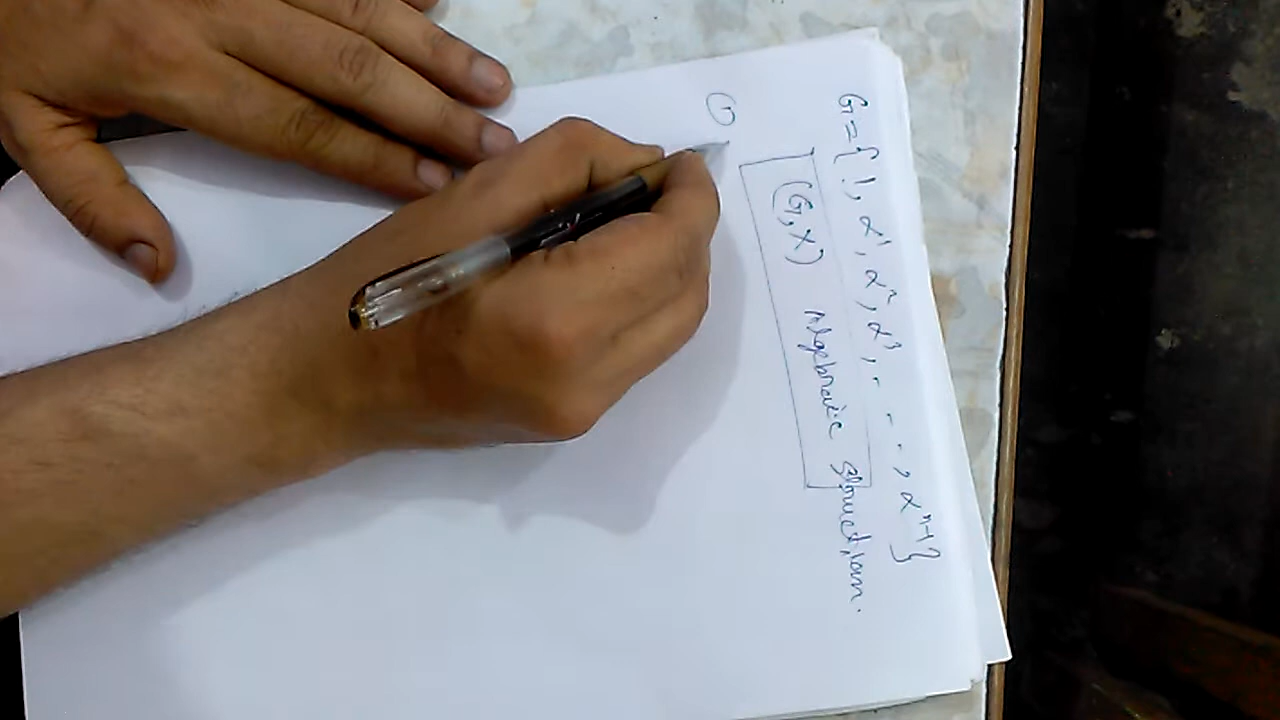 G = {1, α¹, α², α³, - - -, αⁿ⁻¹}
(G, X) Algebraic structure.
①